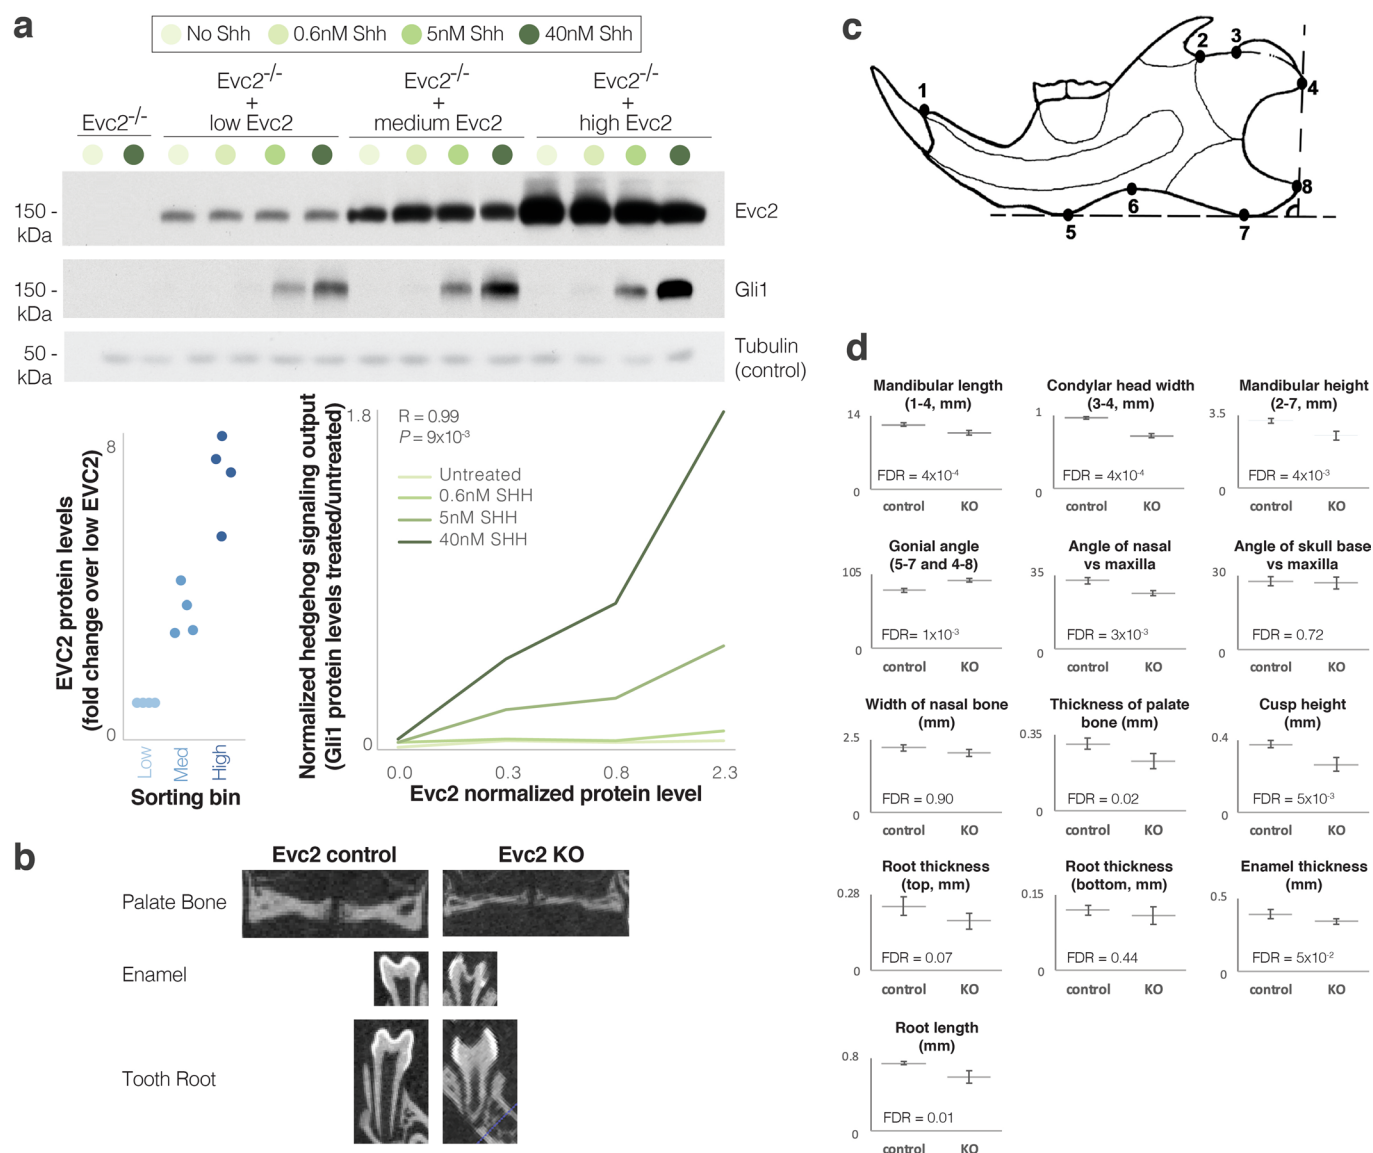 a
No Shh 0.6nM Shh 5nM Shh 40nM Shh
Evc2-/-
Evc2-/-
+
low Evc2
Evc2-/-
+
medium Evc2
Evc2-/-
+
high Evc2
150 -
kDa
Evc2
150 -
kDa
Gli1
50 -
kDa
Tubulin
(control)
EVC2 protein levels
(fold change over low EVC2)
8
0
Low
Med
High
Sorting bin
Normalized hedgehog signaling output
(Gli1 protein levels treated/untreated)
1.8
0
R = 0.99
P = 9x10-3
Untreated
0.6nM SHH
5nM SHH
40nM SHH
0.0 0.3 0.8 2.3
Evc2 normalized protein level
b
Evc2 control Evc2 KO
Palate Bone
Enamel
Tooth Root
c
1
2
3
4
5
6
7
8
d
Mandibular length
(1-4, mm)
14
0
FDR = 4x10-4
control KO
Condylar head width
(3-4, mm)
1
0
FDR = 4x10-4
control KO
Mandibular height
(2-7, mm)
3.5
0
FDR = 4x10-3
control KO
Gonial angle
(5-7 and 4-8)
105
0
FDR= 1x10-3
control KO
Angle of nasal
vs maxilla
35
0
FDR = 3x10-3
control KO
Angle of skull base
vs maxilla
30
0
FDR = 0.72
control KO
Width of nasal bone
(mm)
2.5
0
FDR = 0.90
control KO
Thickness of palate
bone (mm)
0.35
0
FDR = 0.02
control KO
Cusp height
(mm)
0.4
0
FDR = 5x10-3
control KO
Root thickness
(top, mm)
0.28
0
FDR = 0.07
control KO
Root thickness
(bottom, mm)
0.15
0
FDR = 0.44
control KO
Enamel thickness
(mm)
0.5
0
FDR = 5x10-2
control KO
Root length
(mm)
0.8
0
FDR = 0.01
control KO